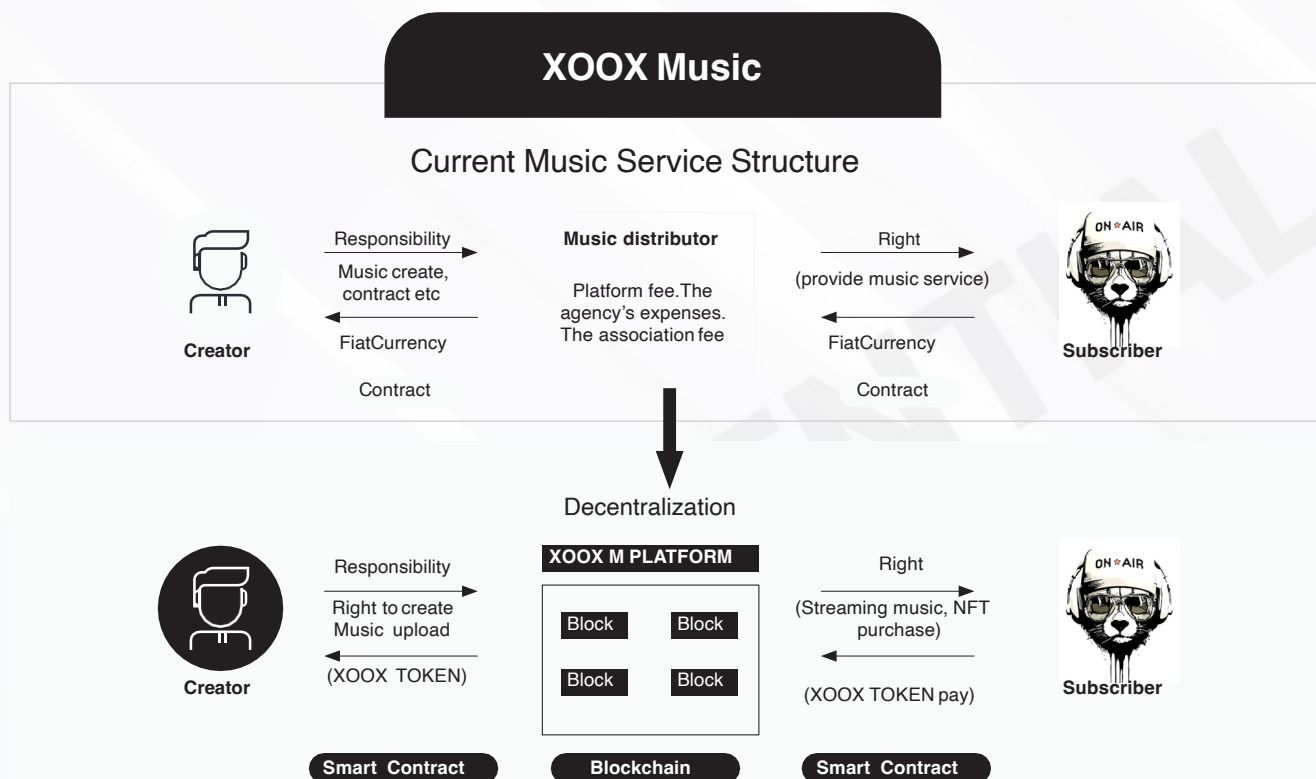 XOOX Music
Current Music Service Structure
Responsibility
Music create,
contract etc
FiatCurrency
Contract
Creator
Music distributor
Platform fee.The
agency's expenses.
The association fee
Right
(provide music service)
FiatCurrency
Contract
ON☆AIR
Subscriber
ENTIAL
Decentralization
Creator
Responsibility
Right to create
Music upload
(XOOX TOKEN)
Smart Contract
XOOX M PLATFORM
Block Block
Block Block
Blockchain
Right
(Streaming music, NFT
purchase)
(XOOX TOKEN pay)
Smart Contract
ON☆AIR
Subscriber